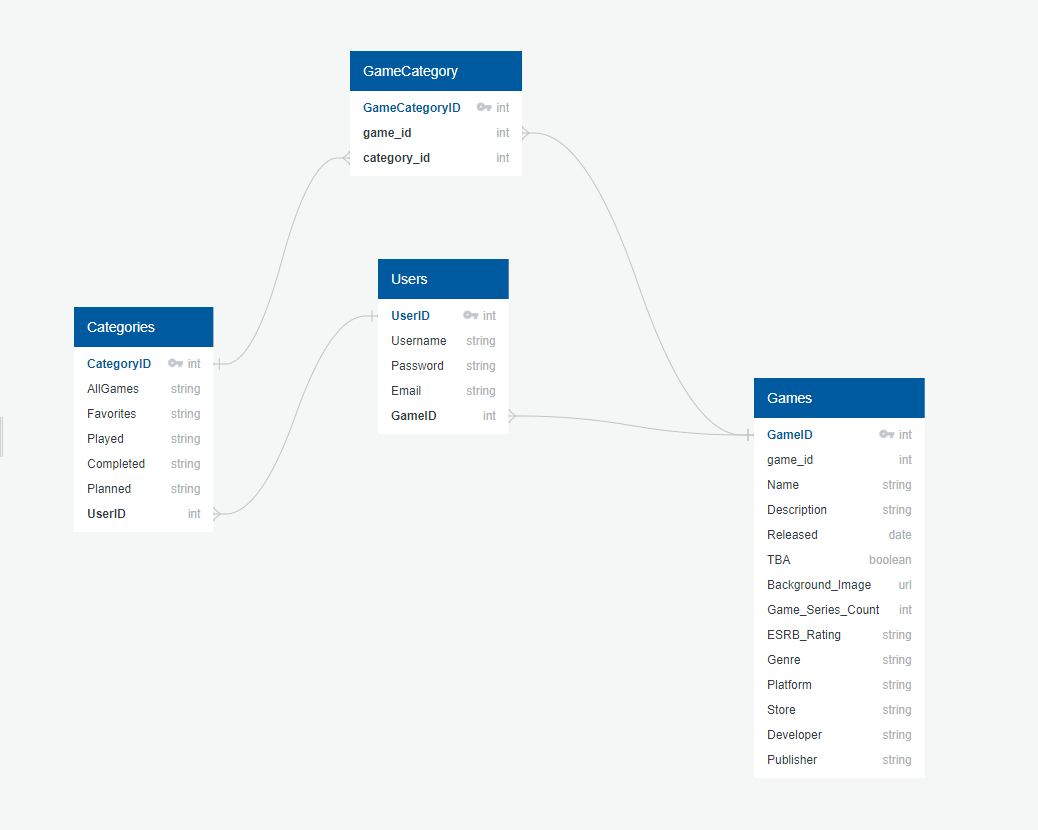 GameCategory
GameCategoryID int
game_id int
category_id int
Users
UserID int
Username string
Password string
Email string
GameID int
Categories
CategoryID int
AllGames string
Favorites string
Played string
Completed string
Planned string
UserID int
Games
GameID int
game_id int
Name string
Description string
Released date
TBA boolean
Background_Image url
Game_Series_Count int
ESRB_Rating string
Genre string
Platform string
Store string
Developer string
Publisher string